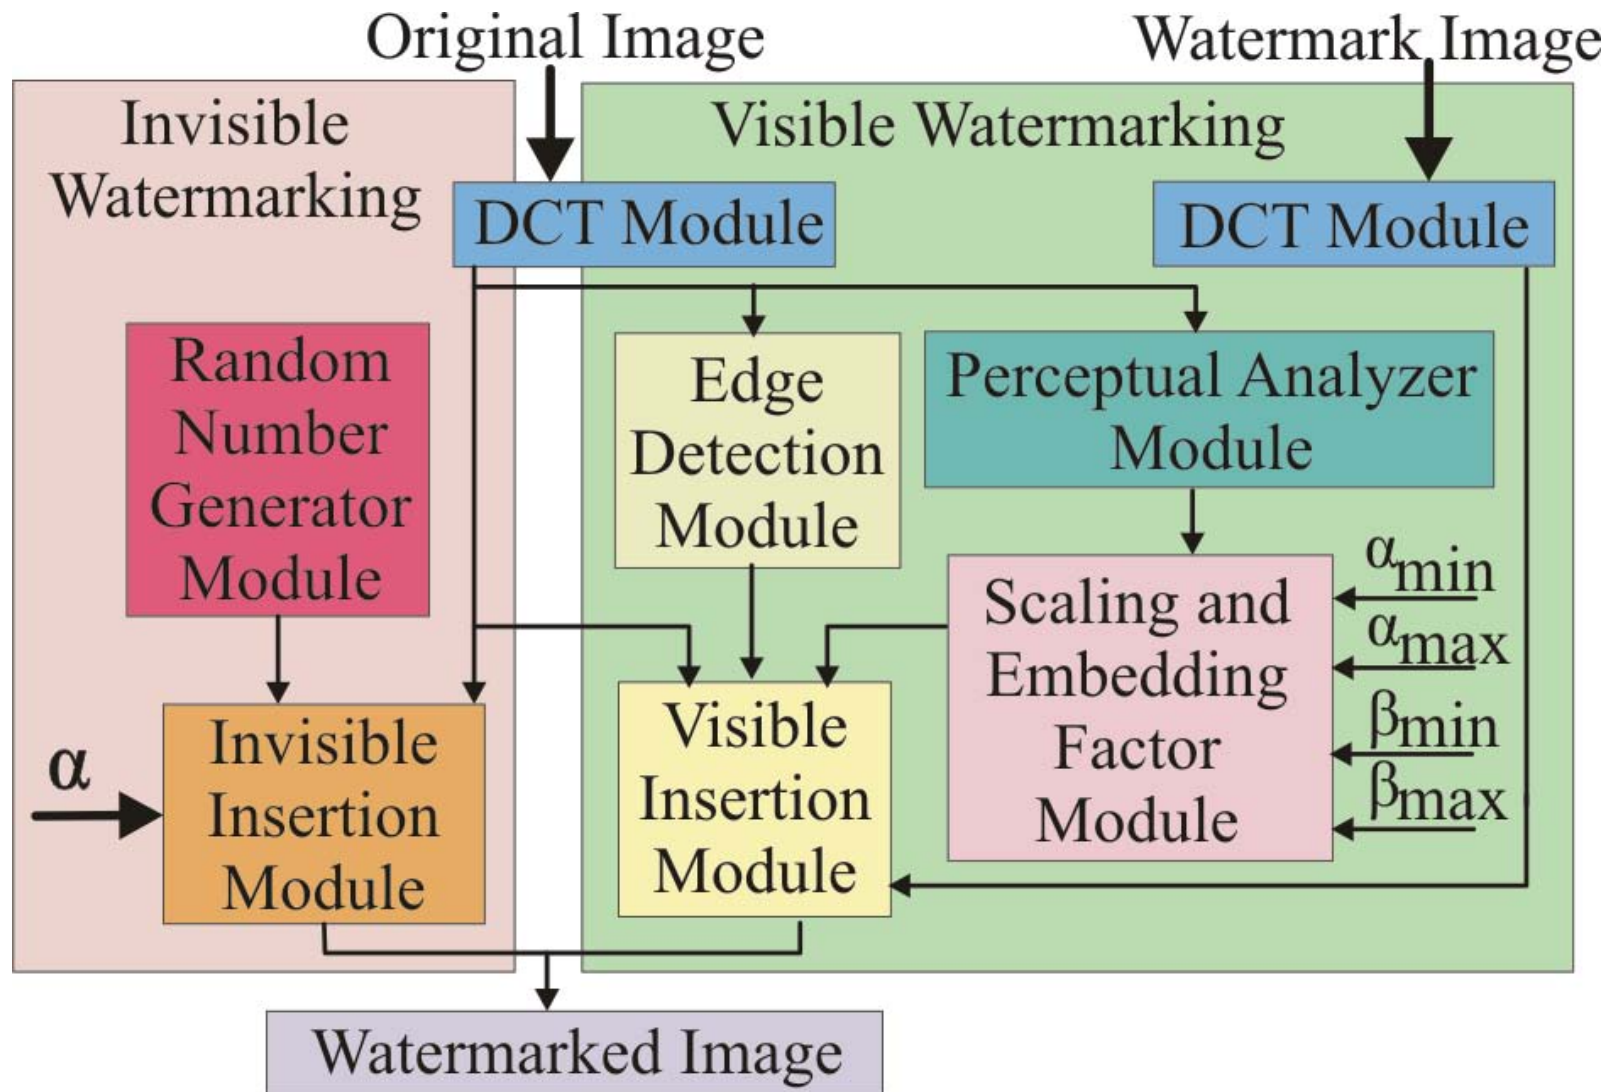 Original Image
Watermark Image
Invisible
Watermarking
Visible Watermarking
DCT Module
DCT Module
Random
Number
Generator
Module
Edge
Detection
Module
Perceptual Analyzer
Module
Scaling and
Embedding
Factor
Module
αmin
αmax
βmin
βmax
α
Invisible
Insertion
Module
Visible
Insertion
Module
Watermarked Image